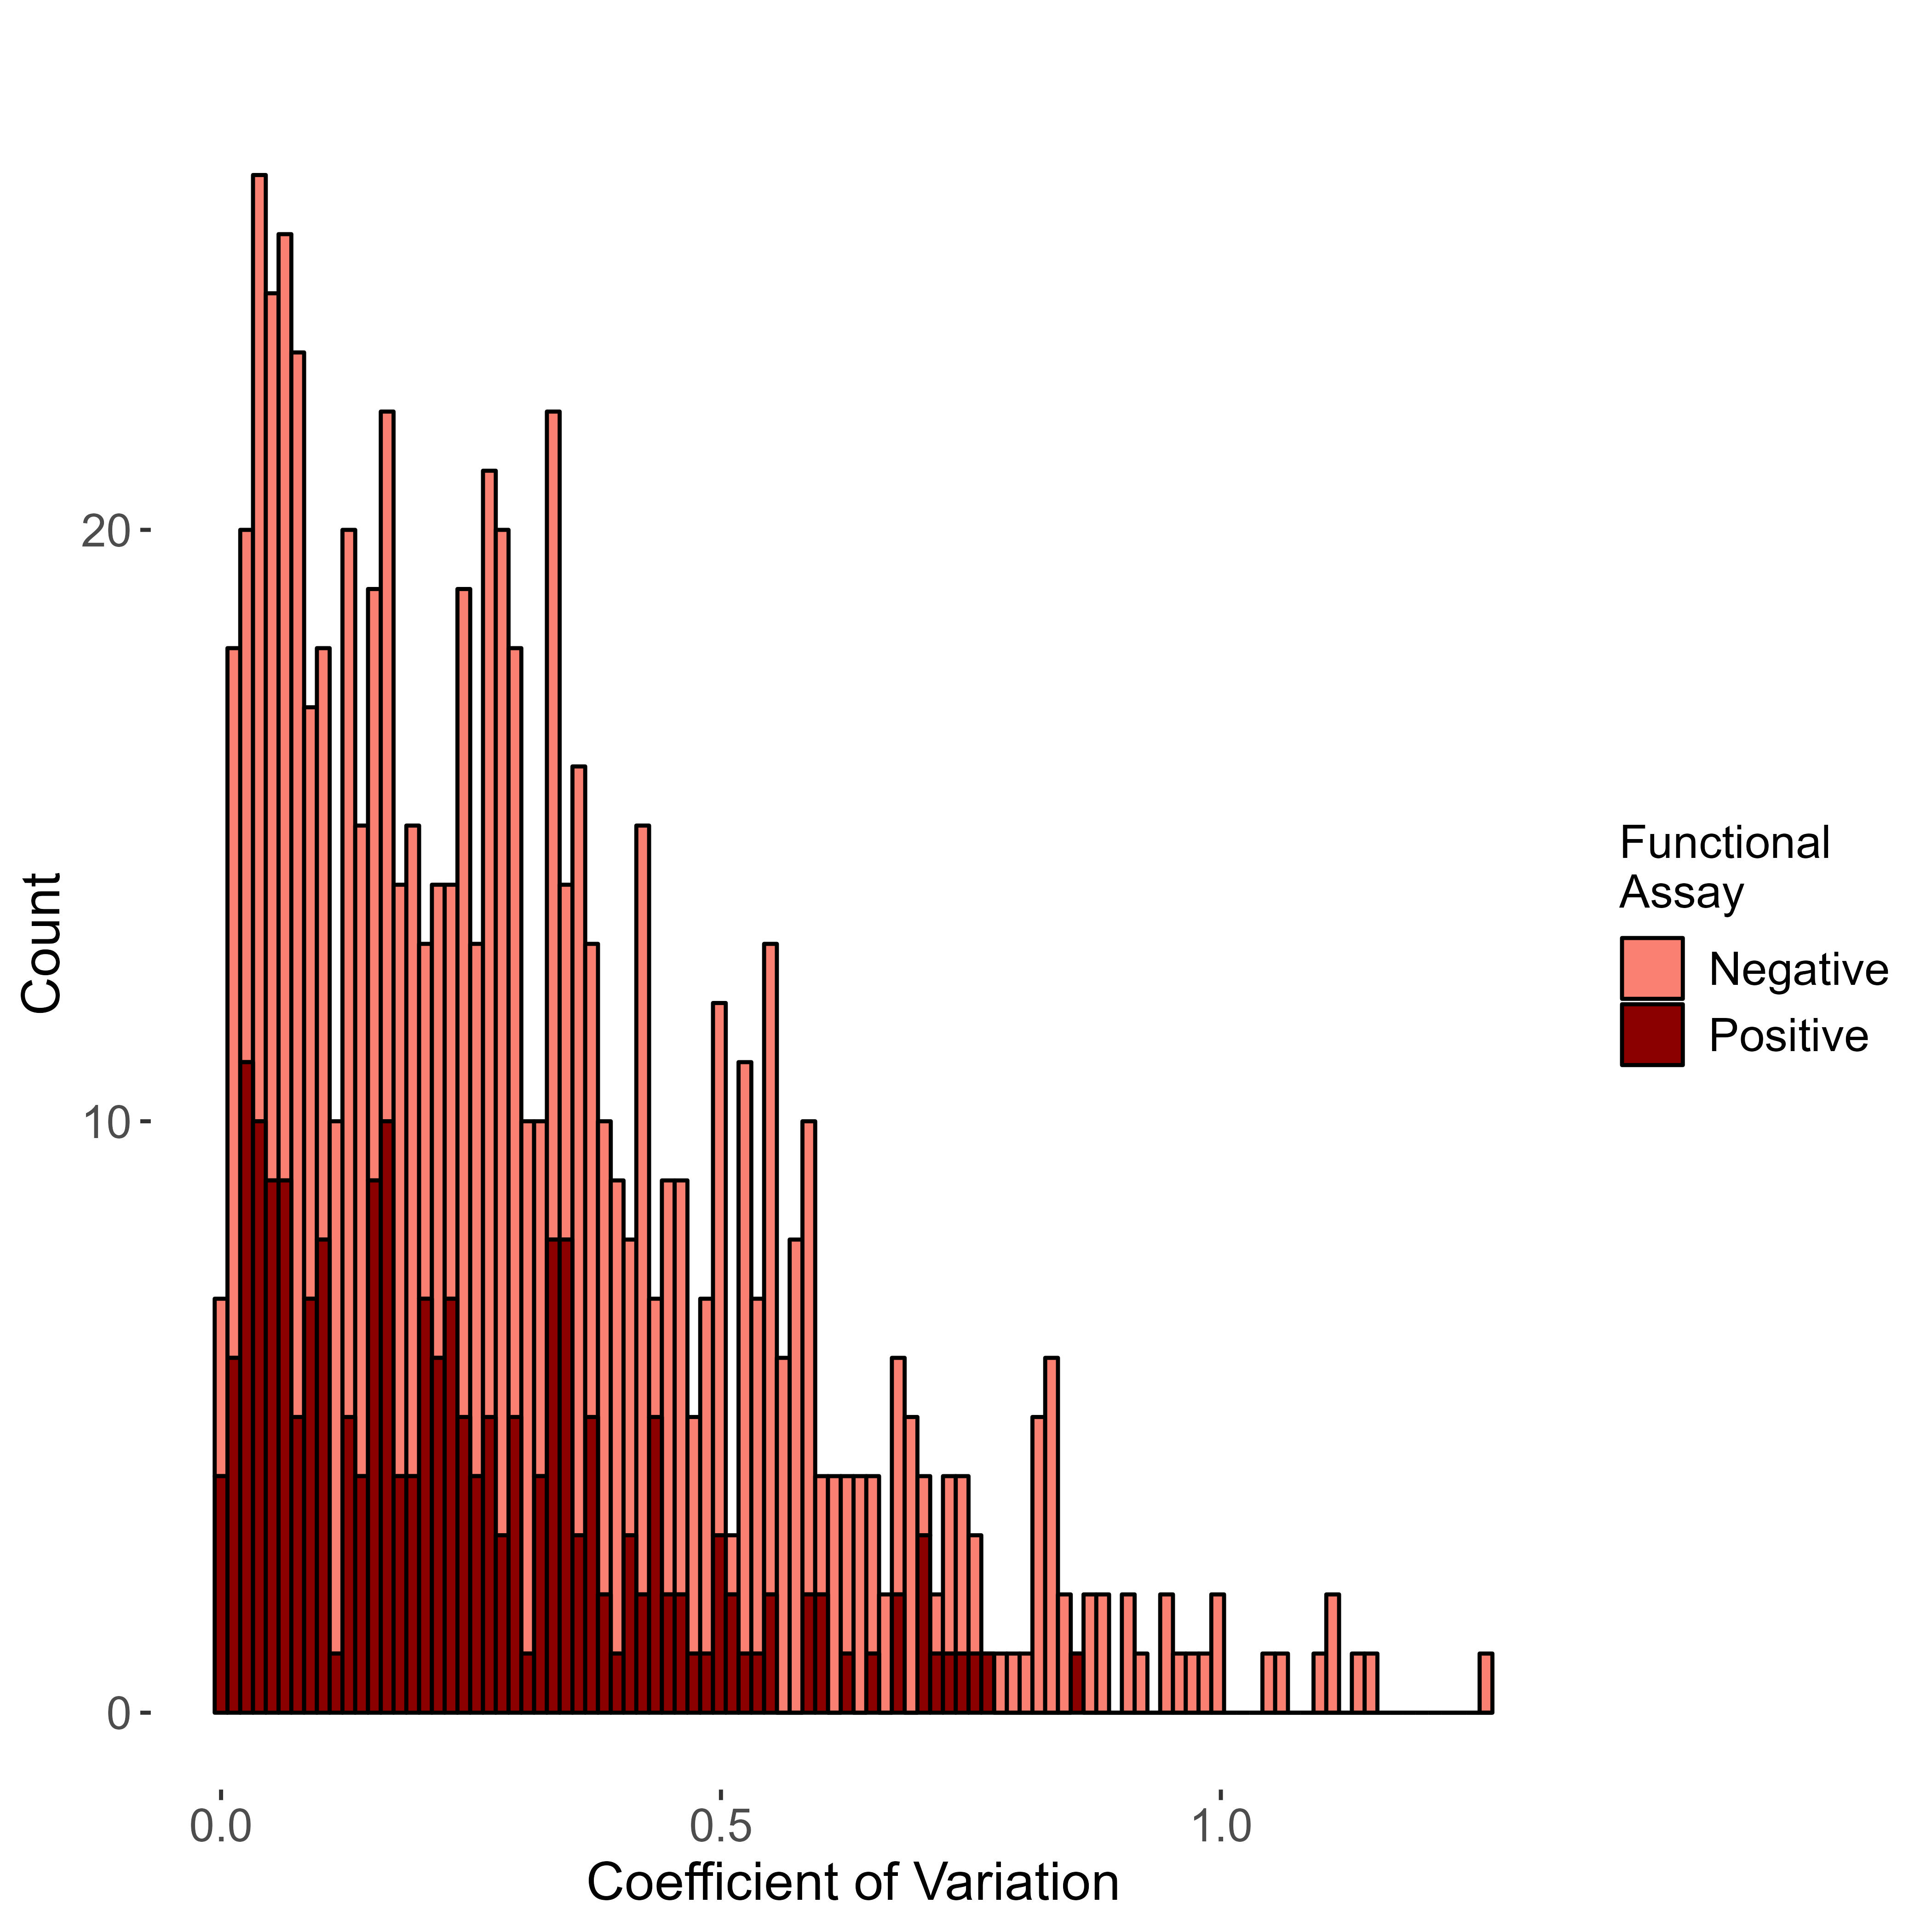 Count
20
10
0
0.0
0.5
1.0
Coefficient of Variation
Functional
Assay
Negative
Positive